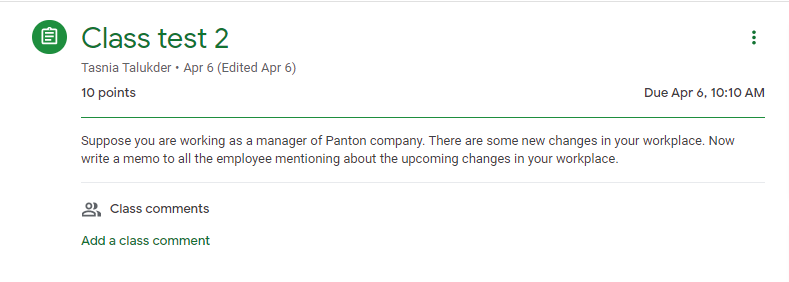 Class test 2
Tasnia Talukder • Apr 6 (Edited Apr 6)
10 points
Due Apr 6, 10:10 AM
Suppose you are working as a manager of Panton company. There are some new changes in your workplace. Now
write a memo to all the employee mentioning about the upcoming changes in your workplace.
Class comments
Add a class comment